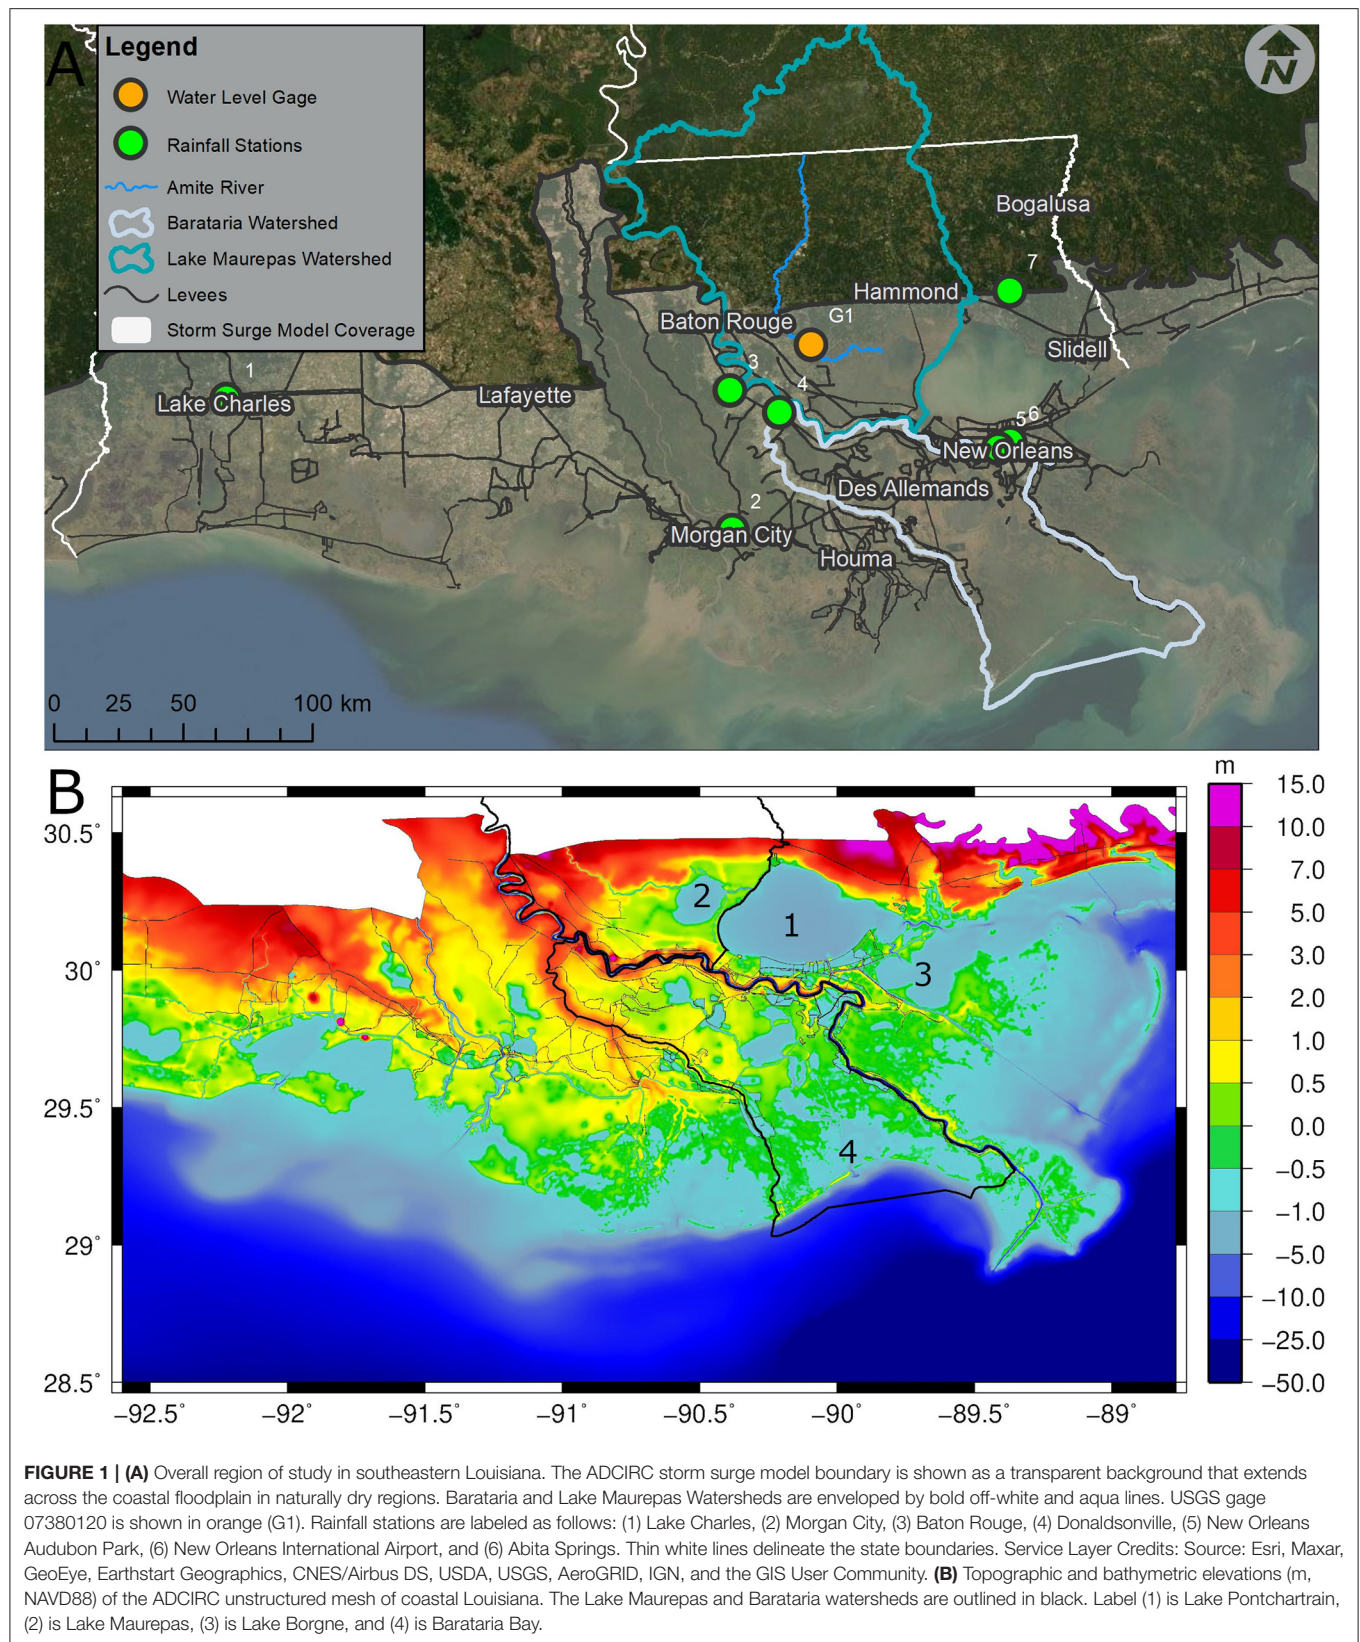 A
Legend
Water Level Gage
Rainfall Stations
Amite River
Barataria Watershed
Lake Maurepas Watershed
Levees
Storm Surge Model Coverage
N
Bogalusa
7
Hammond
Baton Rouge
G1
Slidell
3
1
4
Lake Charles
Lafayette
5
6
New Orleans
Des Allemands
2
Morgan City
Houma
0 25 50 100 km
B
m
15.0
10.0
7.0
5.0
3.0
2.0
1.0
0.5
0.0
−0.5
−1.0
−5.0
−10.0
−25.0
−50.0
30.5°
30°
29.5°
29°
28.5°
2
1
3
4
−92.5° −92° −91.5° −91° −90.5° −90° −89.5° −89°
FIGURE 1 | (A) Overall region of study in southeastern Louisiana. The ADCIRC storm surge model boundary is shown as a transparent background that extends
across the coastal floodplain in naturally dry regions. Barataria and Lake Maurepas Watersheds are enveloped by bold off-white and aqua lines. USGS gage
07380120 is shown in orange (G1). Rainfall stations are labeled as follows: (1) Lake Charles, (2) Morgan City, (3) Baton Rouge, (4) Donaldsonville, (5) New Orleans
Audubon Park, (6) New Orleans International Airport, and (6) Abita Springs. Thin white lines delineate the state boundaries. Service Layer Credits: Source: Esri, Maxar,
GeoEye, Earthstart Geographics, CNES/Airbus DS, USDA, USGS, AeroGRID, IGN, and the GIS User Community. (B) Topographic and bathymetric elevations (m,
NAVD88) of the ADCIRC unstructured mesh of coastal Louisiana. The Lake Maurepas and Barataria watersheds are outlined in black. Label (1) is Lake Pontchartrain,
(2) is Lake Maurepas, (3) is Lake Borgne, and (4) is Barataria Bay.